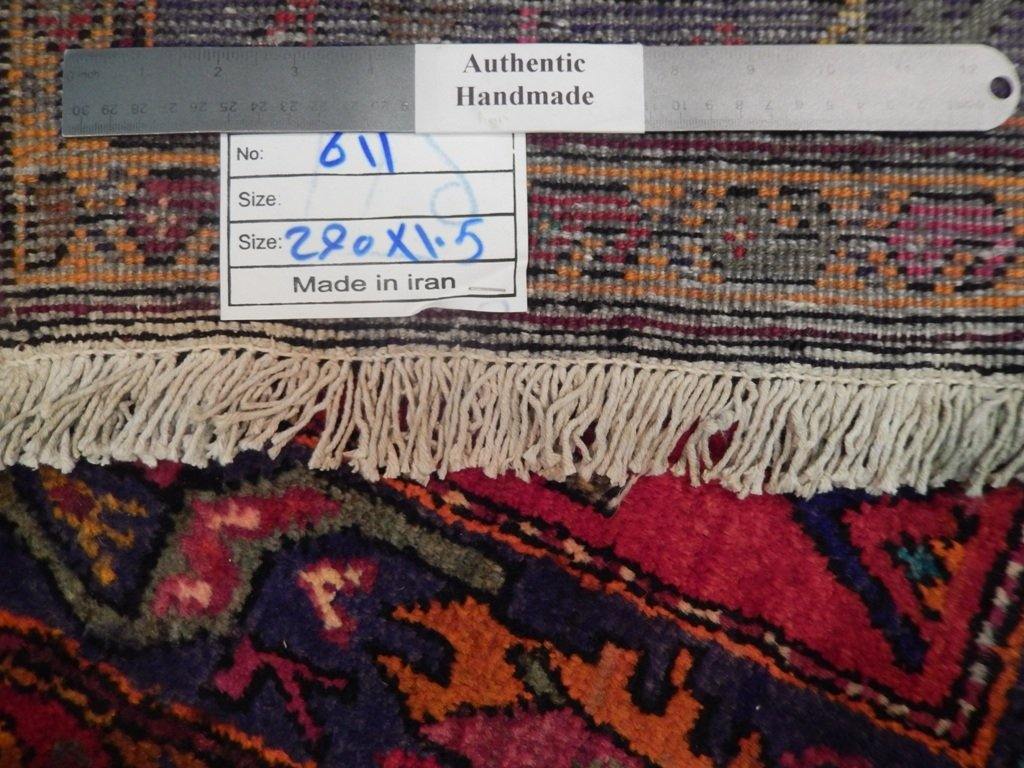 Authentic
Handmade
No: 611
Size.
Size: 280X1.5
Made in iran